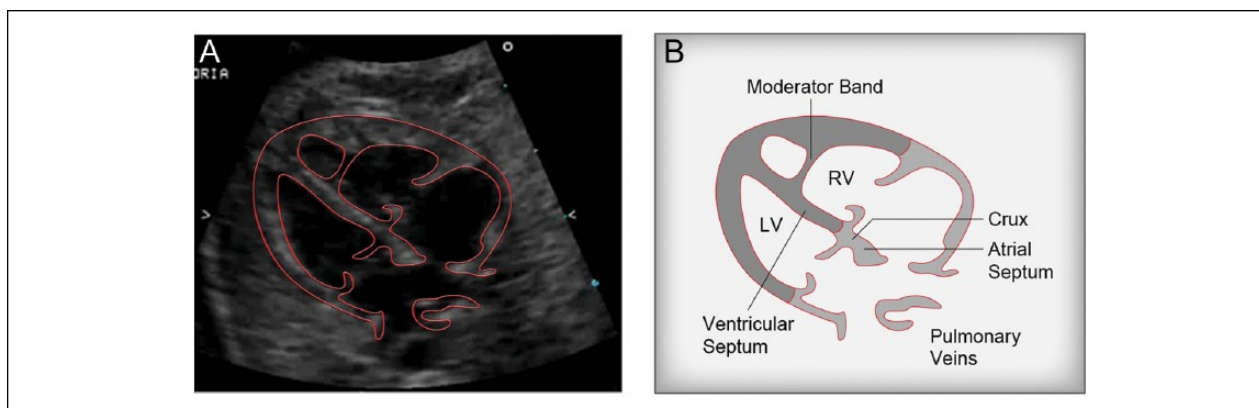 A
ORIA
B
Moderator Band
RV
LV
Crux
Atrial
Septum
Ventricular
Septum
Pulmonary
Veins